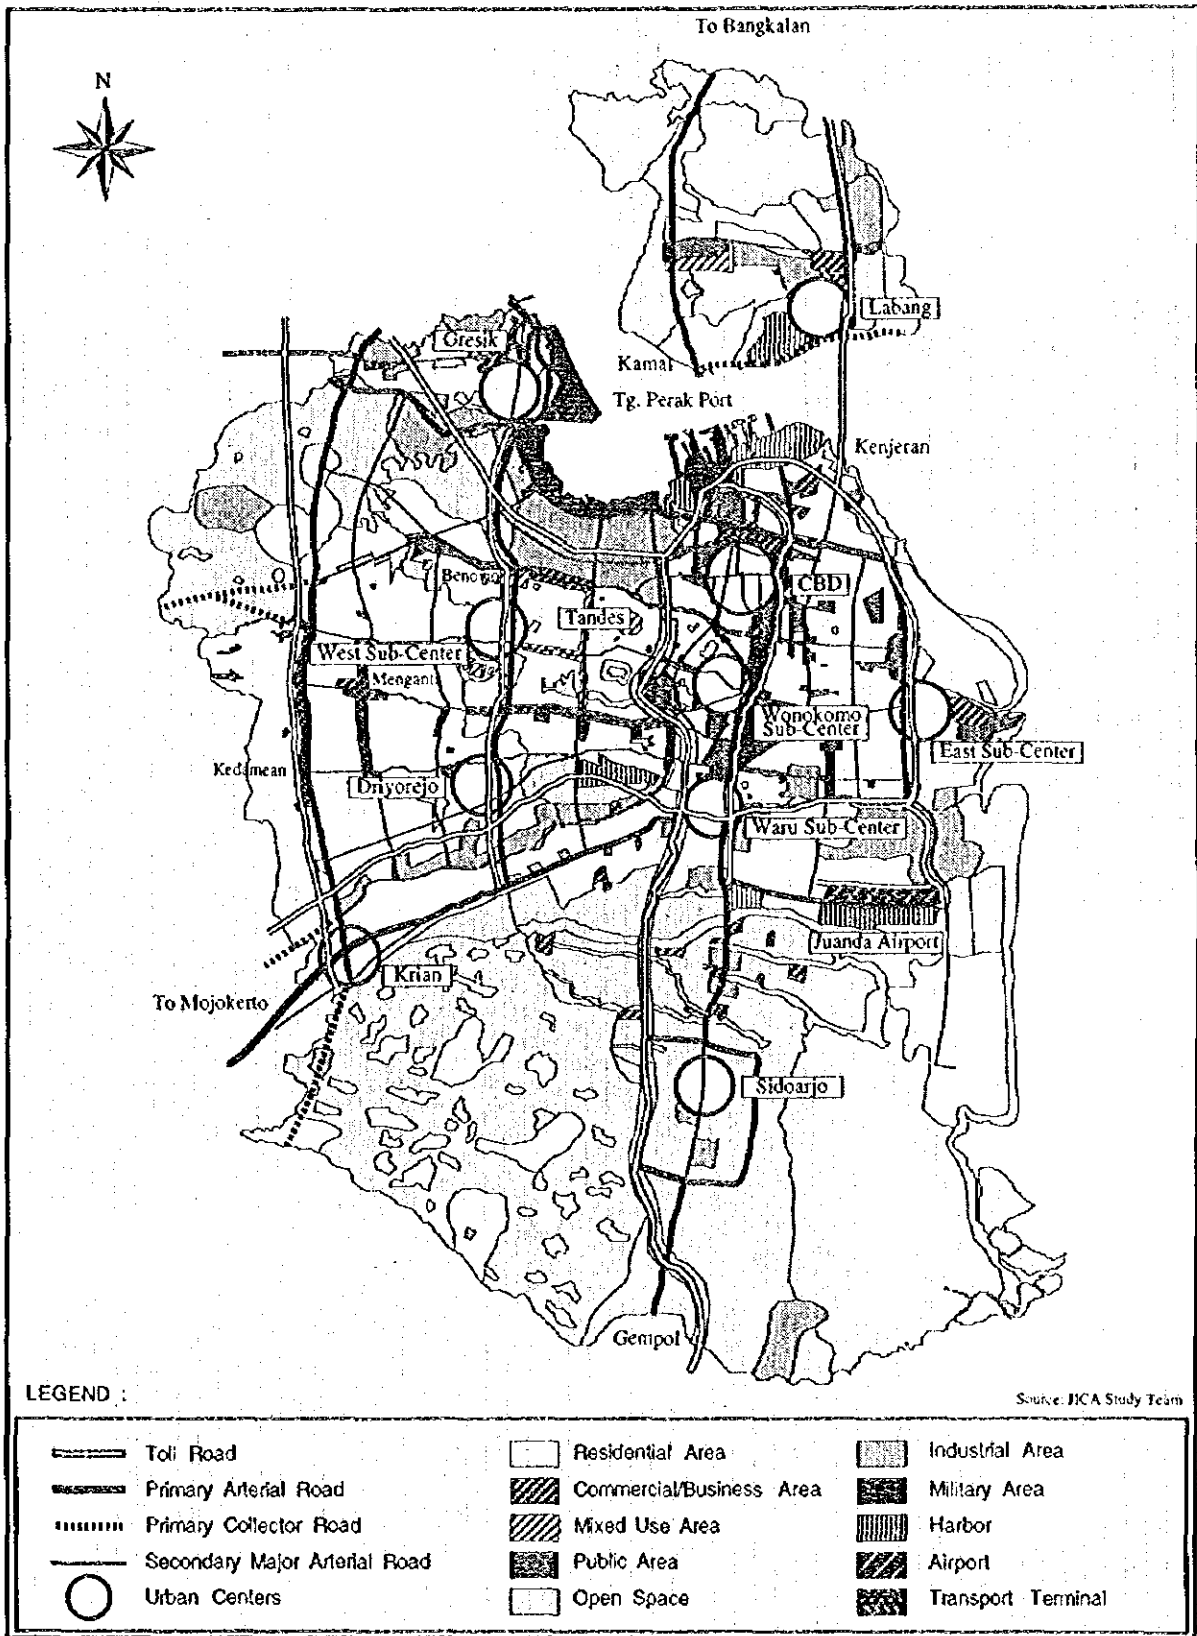 To Bangkalan
N
Labang
Gresik
Kamal
Tg. Perak Port
Kenjeran
Benowo
CBD
Tandes
West Sub-Center
Menganti
Wonokomo
Sub-Center
East Sub-Center
Kedamean
Driyorejo
Waru Sub-Center
Juanda Airport
Krian
To Mojokerto
Sidoarjo
Gempol
LEGEND :
Source: JICA Study Team
Toll Road
Primary Arterial Road
Primary Collector Road
Secondary Major Arterial Road
Urban Centers
Residential Area
Commercial/Business Area
Mixed Use Area
Public Area
Open Space
Industrial Area
Military Area
Harbor
Airport
Transport Terminal